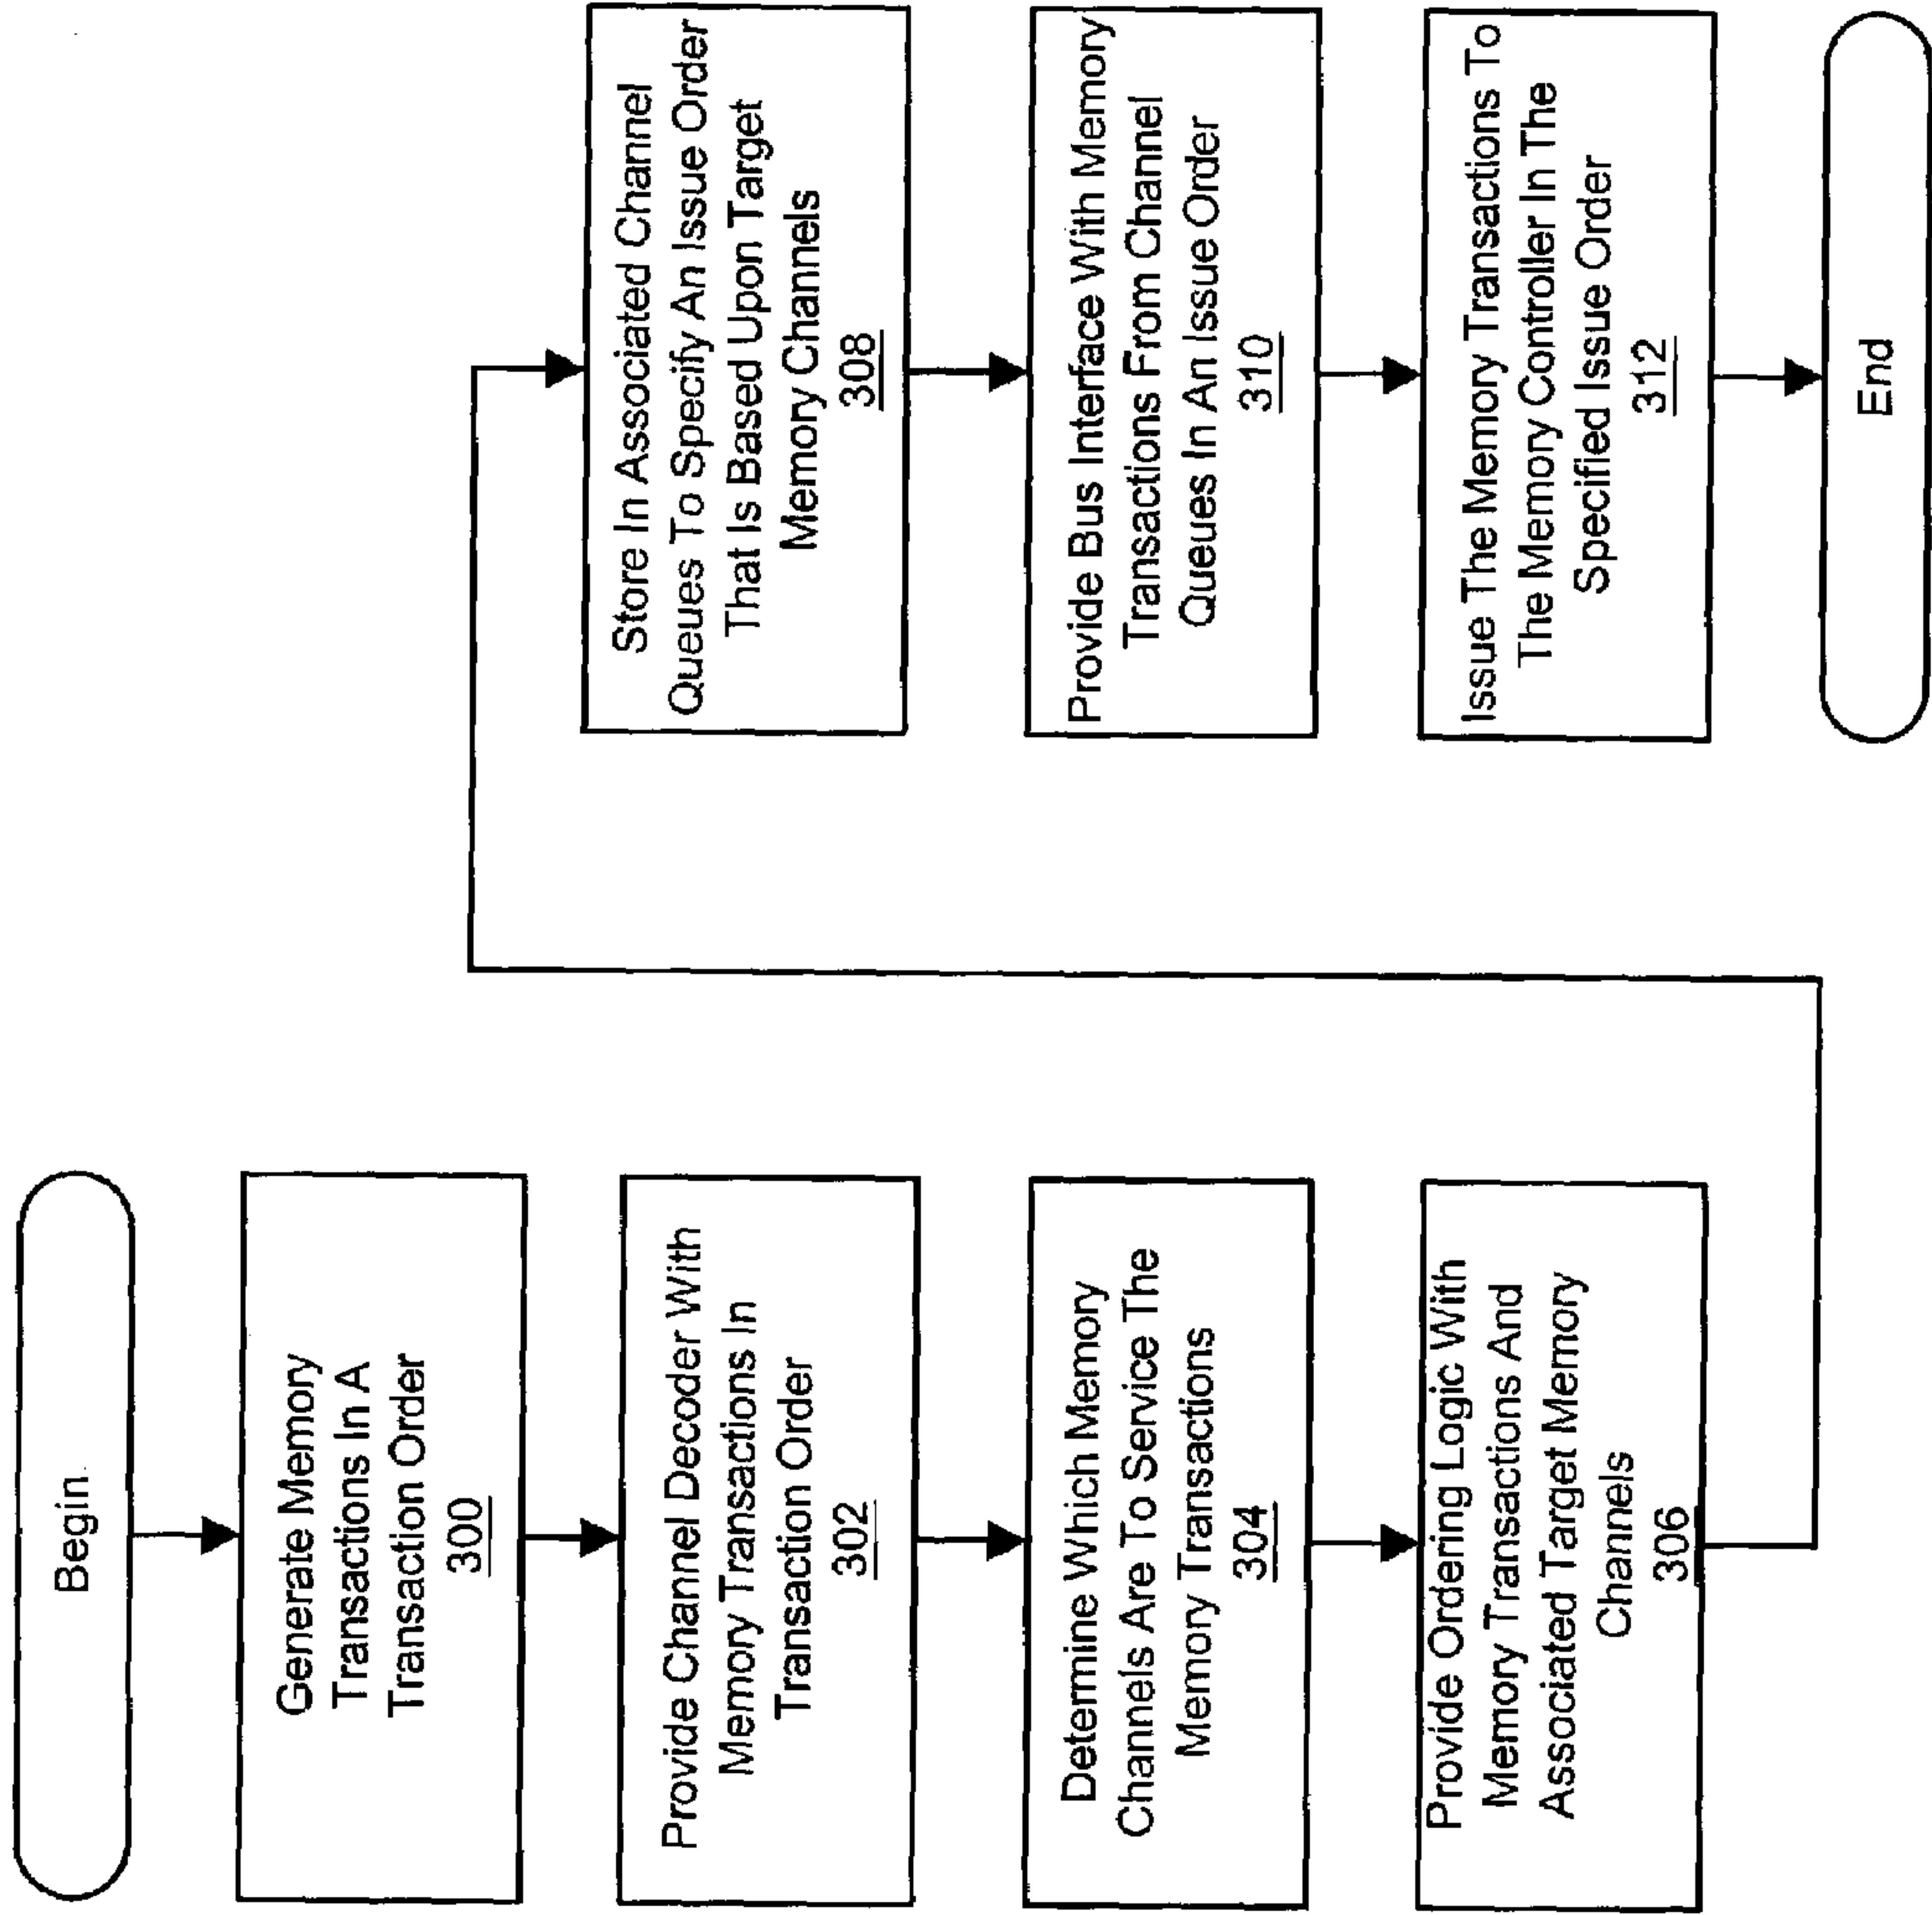 Begin
Generate Memory
Transactions In A
Transaction Order
300
Provide Channel Decoder With
Memory Transactions In
Transaction Order
302
Determine Which Memory
Channels Are To Service The
Memory Transactions
304
Provide Ordering Logic With
Memory Transactions And
Associated Target Memory
Channels
306
Store In Associated Channel
Queues To Specify An Issue Order
That Is Based Upon Target
Memory Channels
308
Provide Bus Interface With Memory
Transactions From Channel
Queues In An Issue Order
310
Issue The Memory Transactions To
The Memory Controller In The
Specified Issue Order
312
End